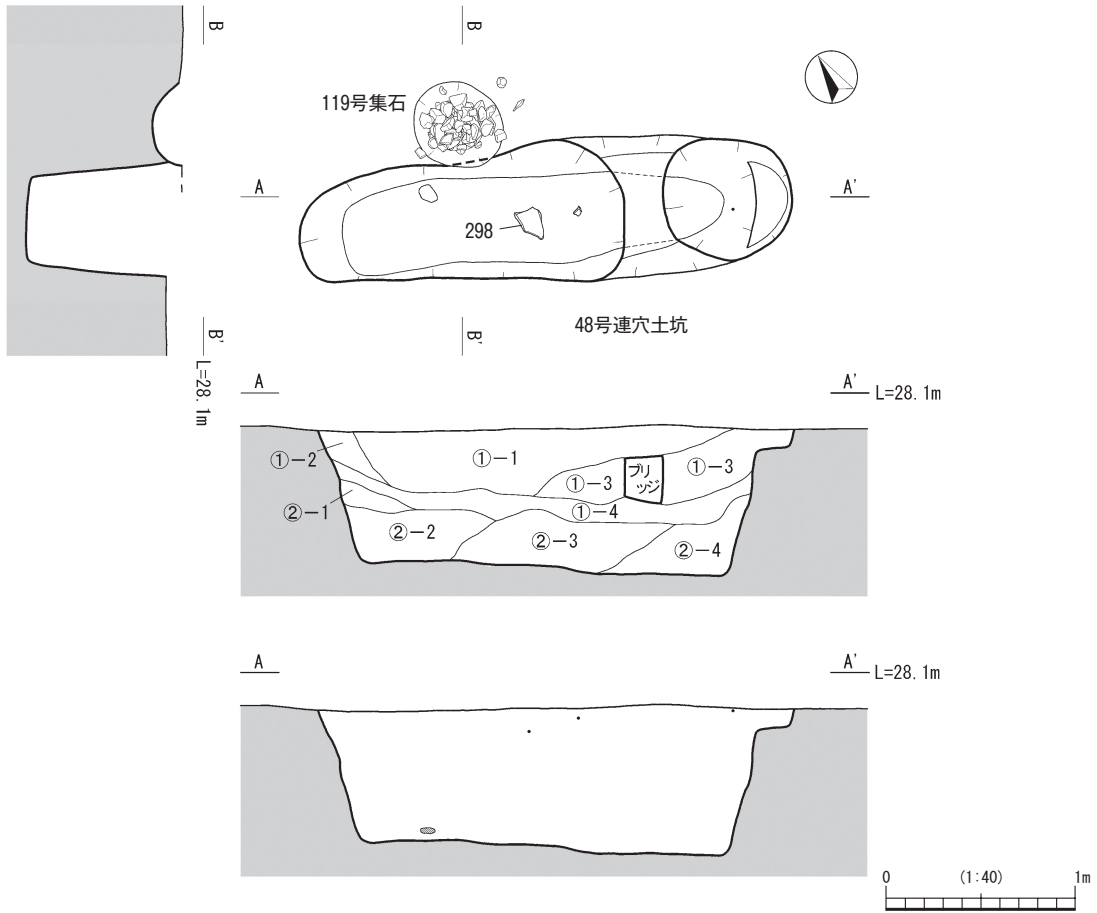 B
B
119号集石
A
A'
298
B'
B'
48号連穴土坑
L=28.1m
A
A'
L=28.1m
①－2
①－1
①－3
ブリ
ッジ
①－3
②－1
①－4
②－2
②－3
②－4
A
A'
L=28.1m
0
(1:40)
1m